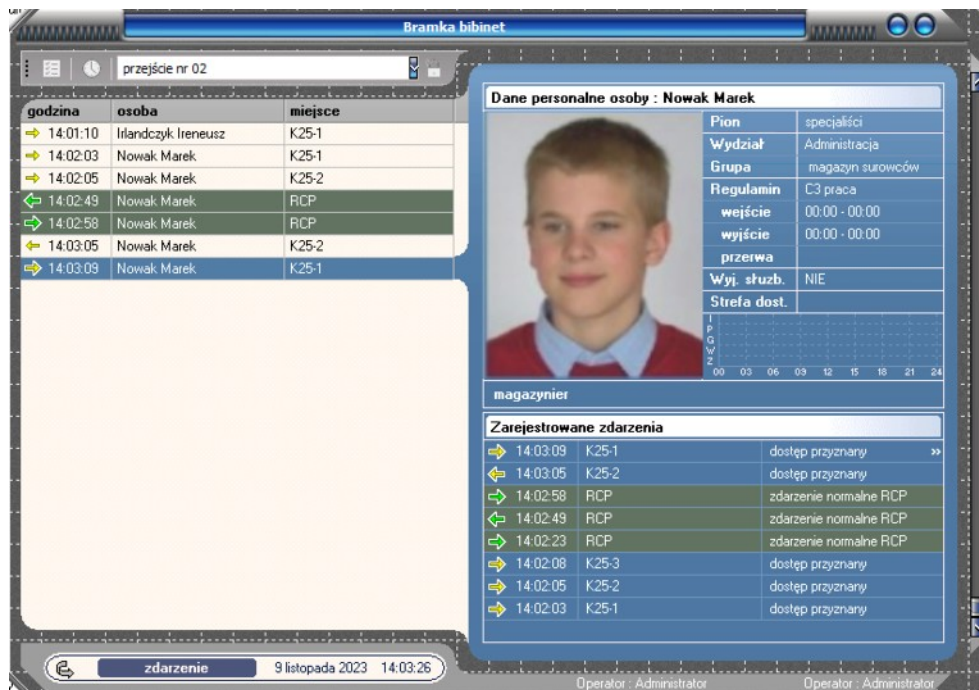 Bramka bibinet
przejście nr 02
godzina osoba miejsce
14:01:10 Irlandczyk Ireneusz K25-1
14:02:03 Nowak Marek K25-1
14:02:05 Nowak Marek K25-2
14:02:49 Nowak Marek RCP
14:02:58 Nowak Marek RCP
14:03:05 Nowak Marek K25-2
14:03:09 Nowak Marek K25-1
Dane personalne osoby : Nowak Marek
Pion specjaliści
Wydział Administracja
Grupa magazyn surowców
Regulamin C3 praca
wejście 00:00 - 00:00
wyjście 00:00 - 00:00
przerwa
Wyj. służb. NIE
Strefa dost.
I
P
G
W
Z
00 03 06 09 12 15 18 21 24
magazynier
Zarejestrowane zdarzenia
14:03:09 K25-1 dostęp przyznany »
14:03:05 K25-2 dostęp przyznany
14:02:58 RCP zdarzenie normalne RCP
14:02:49 RCP zdarzenie normalne RCP
14:02:23 RCP zdarzenie normalne RCP
14:02:08 K25-3 dostęp przyznany
14:02:05 K25-2 dostęp przyznany
14:02:03 K25-1 dostęp przyznany
zdarzenie 9 listopada 2023 14:03:26
Operator : Administrator Operator : Administrator